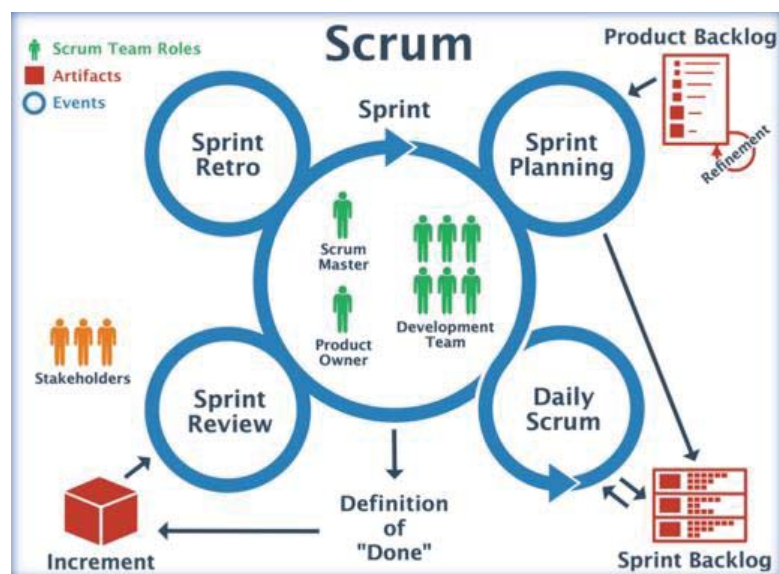 Scrum
Scrum Team Roles
Artifacts
Events
Product Backlog
Refinement
Sprint
Sprint
Retro
Sprint
Planning
Scrum
Master
Product
Owner
Development
Team
Stakeholders
Sprint
Review
Daily
Scrum
Definition
of
"Done"
Increment
Sprint Backlog